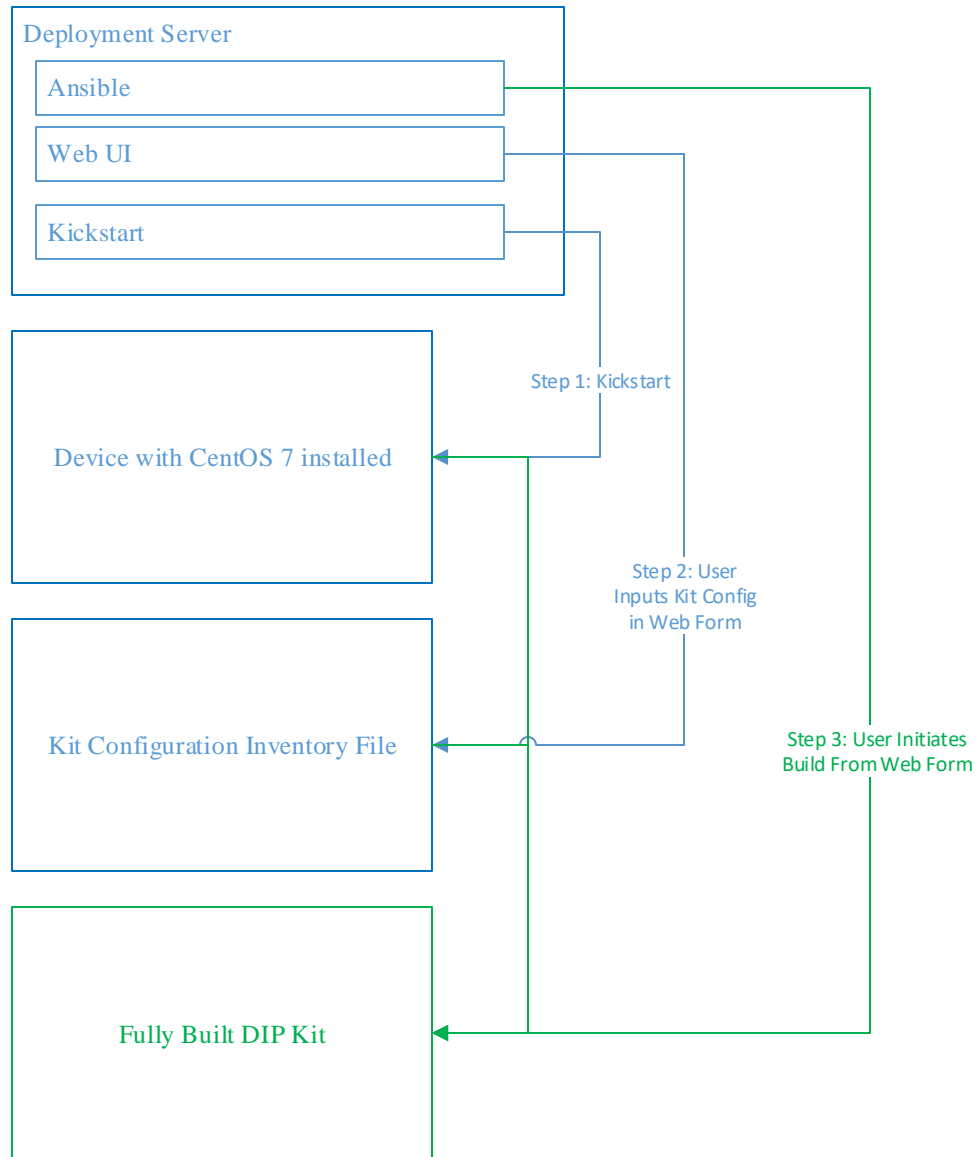 Deployment Server
Ansible
Web UI
Kickstart
Step 1: Kickstart
Device with CentOS 7 installed
Step 2: User
Inputs Kit Config
in Web Form
Kit Configuration Inventory File
Step 3: User Initiates
Build From Web Form
Fully Built DIP Kit